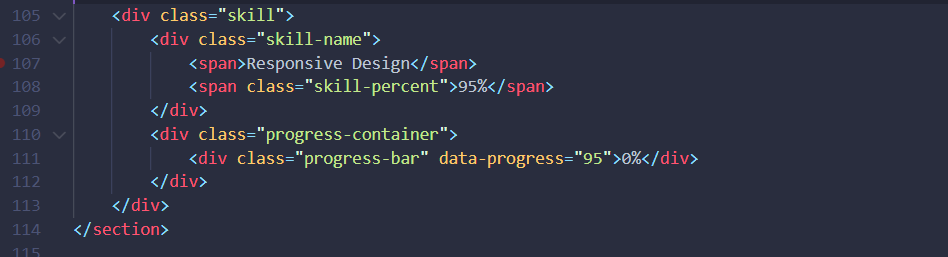 105 <div class="skill">
106 <div class="skill-name">
107 <span>Responsive Design</span>
108 <span class="skill-percent">95%</span>
109 </div>
110 <div class="progress-container">
111 <div class="progress-bar" data-progress="95">0%</div>
112 </div>
113 </div>
114 </section>
115